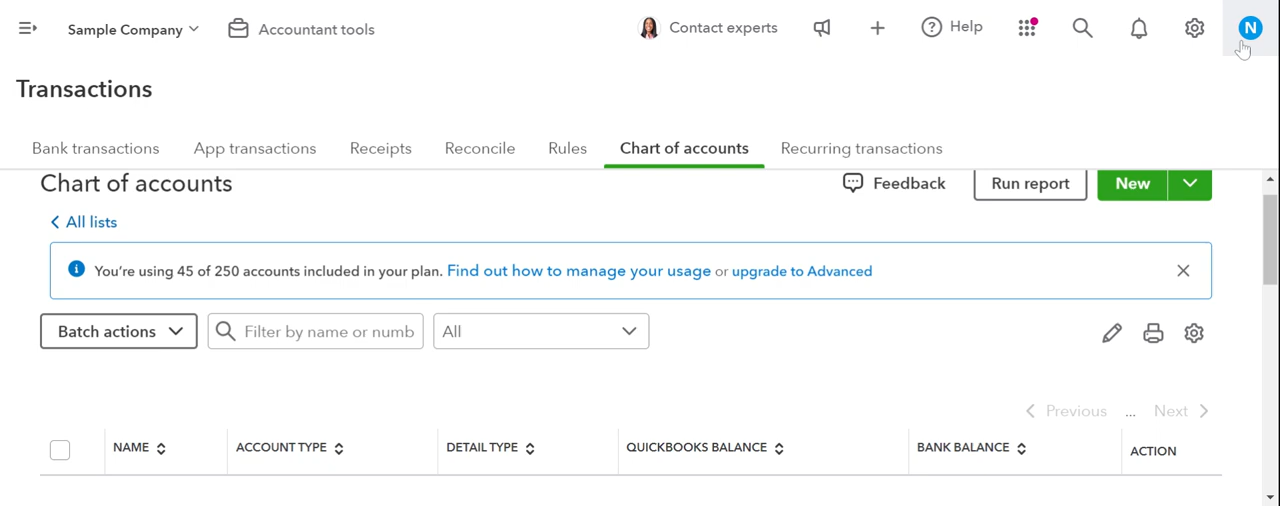 Sample Company Accountant tools Contact experts Help N
Transactions
Bank transactions App transactions Receipts Reconcile Rules Chart of accounts Recurring transactions
Chart of accounts Feedback Run report New
All lists
You're using 45 of 250 accounts included in your plan. Find out how to manage your usage or upgrade to Advanced
Batch actions Filter by name or numb All
Previous ... Next
NAME ACCOUNT TYPE DETAIL TYPE QUICKBOOKS BALANCE BANK BALANCE ACTION